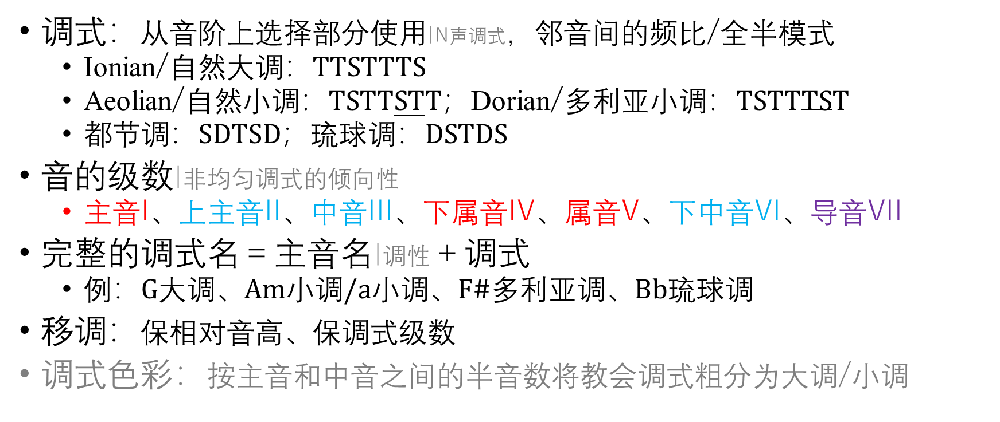 • 调式：从音阶上选择部分使用|N声调式，邻音间的频比/全半模式
• Ionian/自然大调：TTSTTTS
• Aeolian/自然小调：TSTTSTT；Dorian/多利亚小调：TSTTTST
• 都节调：SDTSD；琉球调：DSTDS
• 音的级数|非均匀调式的倾向性
• 主音I、上主音II、中音III、下属音IV、属音V、下中音VI、导音VII
• 完整的调式名 = 主音名|调性 + 调式
• 例：G大调、Am小调/a小调、F#多利亚调、Bb琉球调
• 移调：保相对音高、保调式级数
• 调式色彩：按主音和中音之间的半音数将教会调式粗分为大调/小调